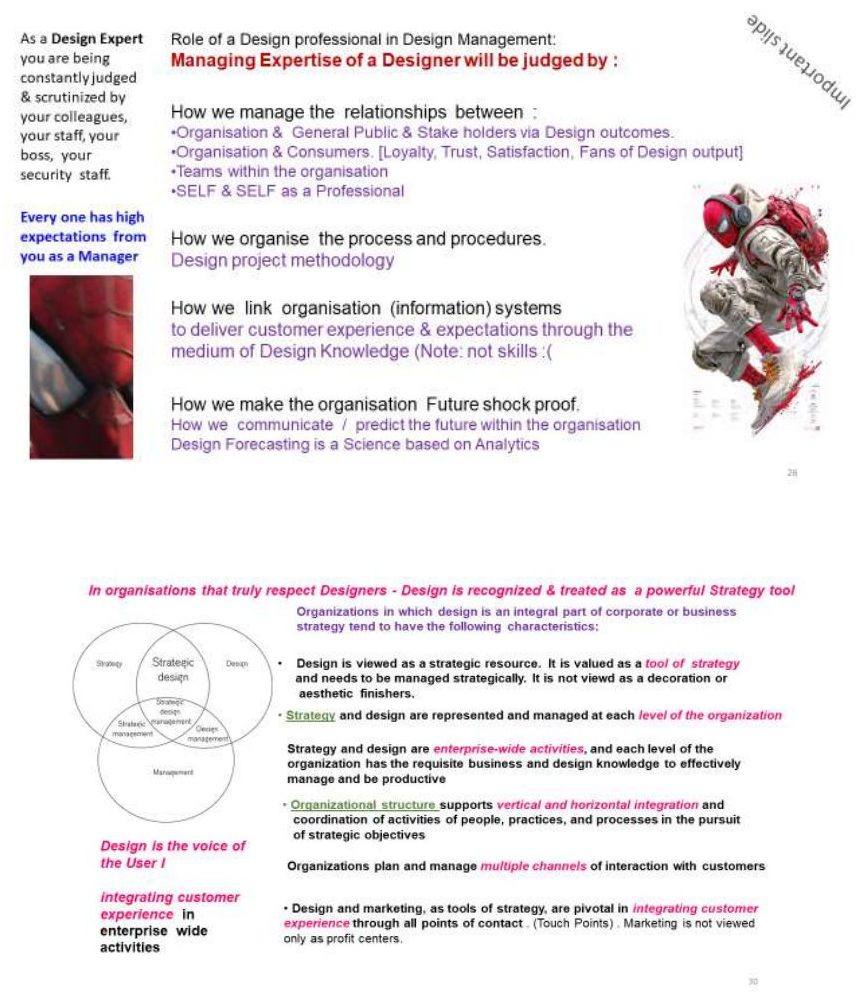 Important slide
As a Design Expert
you are being
constantly judged
& scrutinized by
your colleagues,
your staff, your
boss, your
security staff.
Every one has high
expectations from
you as a Manager
Role of a Design professional in Design Management:
Managing Expertise of a Designer will be judged by :
How we manage the relationships between :
•Organisation & General Public & Stake holders via Design outcomes.
•Organisation & Consumers. [Loyalty, Trust, Satisfaction, Fans of Design output]
•Teams within the organisation
•SELF & SELF as a Professional
How we organise the process and procedures.
Design project methodology
How we link organisation (information) systems
to deliver customer experience & expectations through the
medium of Design Knowledge (Note: not skills :(
How we make the organisation Future shock proof.
How we communicate / predict the future within the organisation
Design Forecasting is a Science based on Analytics
28
In organisations that truly respect Designers - Design is recognized & treated as a powerful Strategy tool
Strategy
Strategic
design
Design
Strategic
design
management
Strategic
management
Design
management
Management
Design is the voice of
the User I
integrating customer
experience in
enterprise wide
activities
Organizations in which design is an integral part of corporate or business
strategy tend to have the following characteristics:
• Design is viewed as a strategic resource. It is valued as a tool of strategy
and needs to be managed strategically. It is not viewd as a decoration or
aesthetic finishers.
• Strategy and design are represented and managed at each level of the organization
Strategy and design are enterprise-wide activities, and each level of the
organization has the requisite business and design knowledge to effectively
manage and be productive
• Organizational structure supports vertical and horizontal integration and
coordination of activities of people, practices, and processes in the pursuit
of strategic objectives
Organizations plan and manage multiple channels of interaction with customers
• Design and marketing, as tools of strategy, are pivotal in integrating customer
experience through all points of contact . (Touch Points) . Marketing is not viewed
only as profit centers.
30